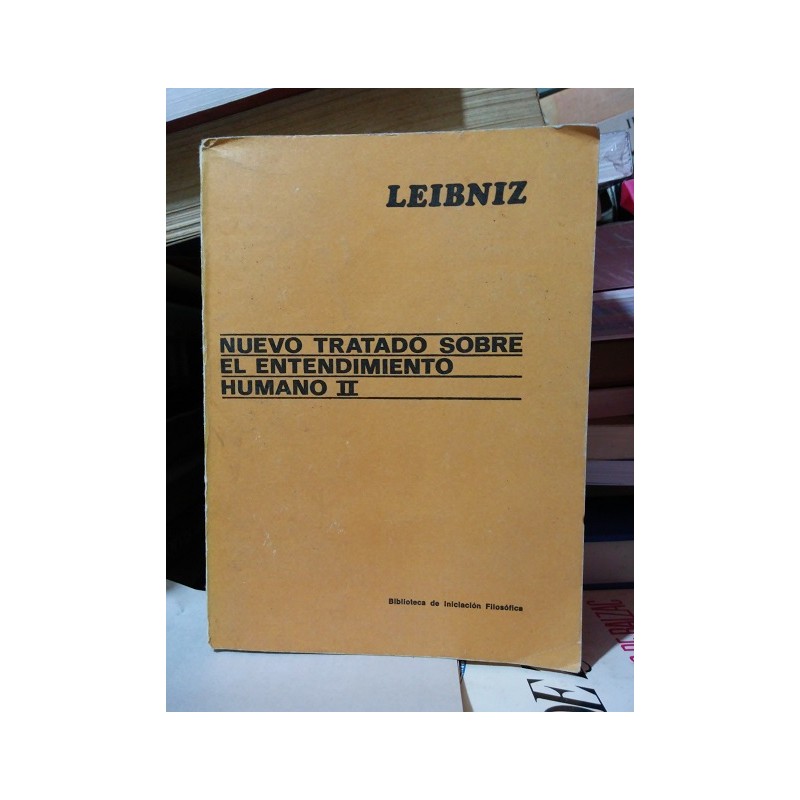 LEIBNIZ
NUEVO TRATADO SOBRE
EL ENTENDIMIENTO
HUMANO II
Biblioteca de Iniciación Filosófica